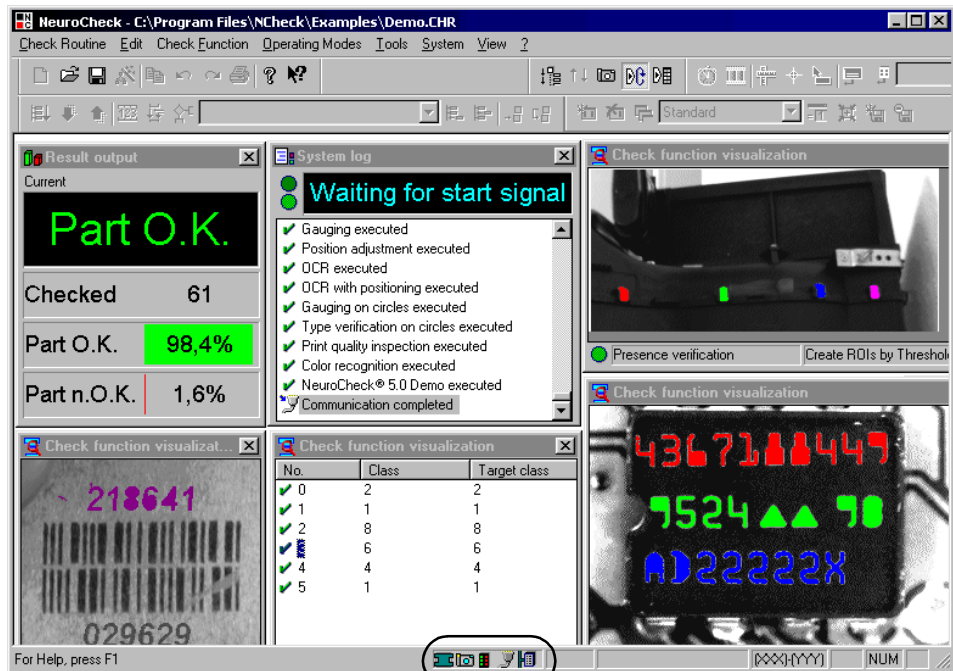 NeuroCheck - C:\Program Files\NCheck\Examples\Demo.CHR
Check Routine Edit Check Function Operating Modes Tools System View ?
Standard
Result output
Current
Part O.K.
Checked 61
Part O.K. 98,4%
Part n.O.K. 1,6%
System log
Waiting for start signal
Gauging executed
Position adjustment executed
OCR executed
OCR with positioning executed
Gauging on circles executed
Type verification on circles executed
Print quality inspection executed
Color recognition executed
NeuroCheck® 5.0 Demo executed
Communication completed
Check function visualization
Presence verification Create ROIs by Threshol
Check function visualizat...
218641
029629
Check function visualization
No. Class Target class
0 2 2
1 1 1
2 8 8
3 6 6
4 4 4
5 1 1
Check function visualization
43671 449
9524 98
AD22222X
For Help, press F1 (XXX)-(YYY) NUM